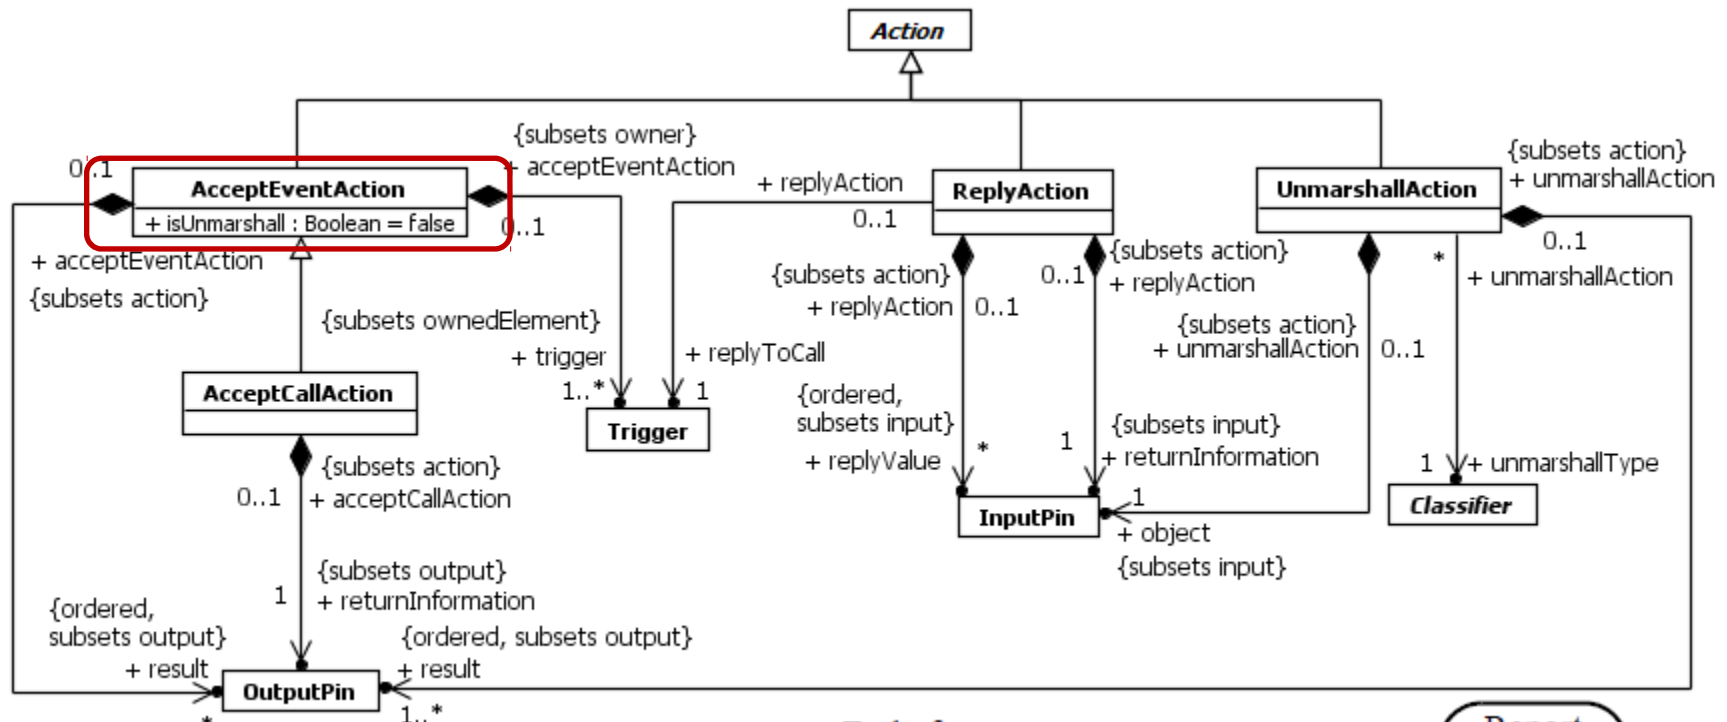 Action
{subsets owner}
+ acceptEventAction
0..1
AcceptEventAction
+ isUnmarshall : Boolean = false
0..1
+ acceptEventAction
{subsets action}
+ replyAction
0..1
ReplyAction
UnmarshallAction
{subsets action}
+ unmarshallAction
0..1
{subsets action}
+ replyAction
0..1
0..1
{subsets action}
+ replyAction
*
+ unmarshallAction
{subsets action}
+ unmarshallAction
0..1
{subsets ownedElement}
+ trigger
1..*
+ replyToCall
1
Trigger
AcceptCallAction
{subsets action}
0..1
+ acceptCallAction
{ordered,
subsets input}
*
+ replyValue
{subsets input}
1
+ returnInformation
1
+ unmarshallType
Classifier
InputPin
1
+ object
{subsets input}
{subsets output}
1
+ returnInformation
{ordered,
subsets output}
+ result
*
{ordered, subsets output}
+ result
1..*
OutputPin